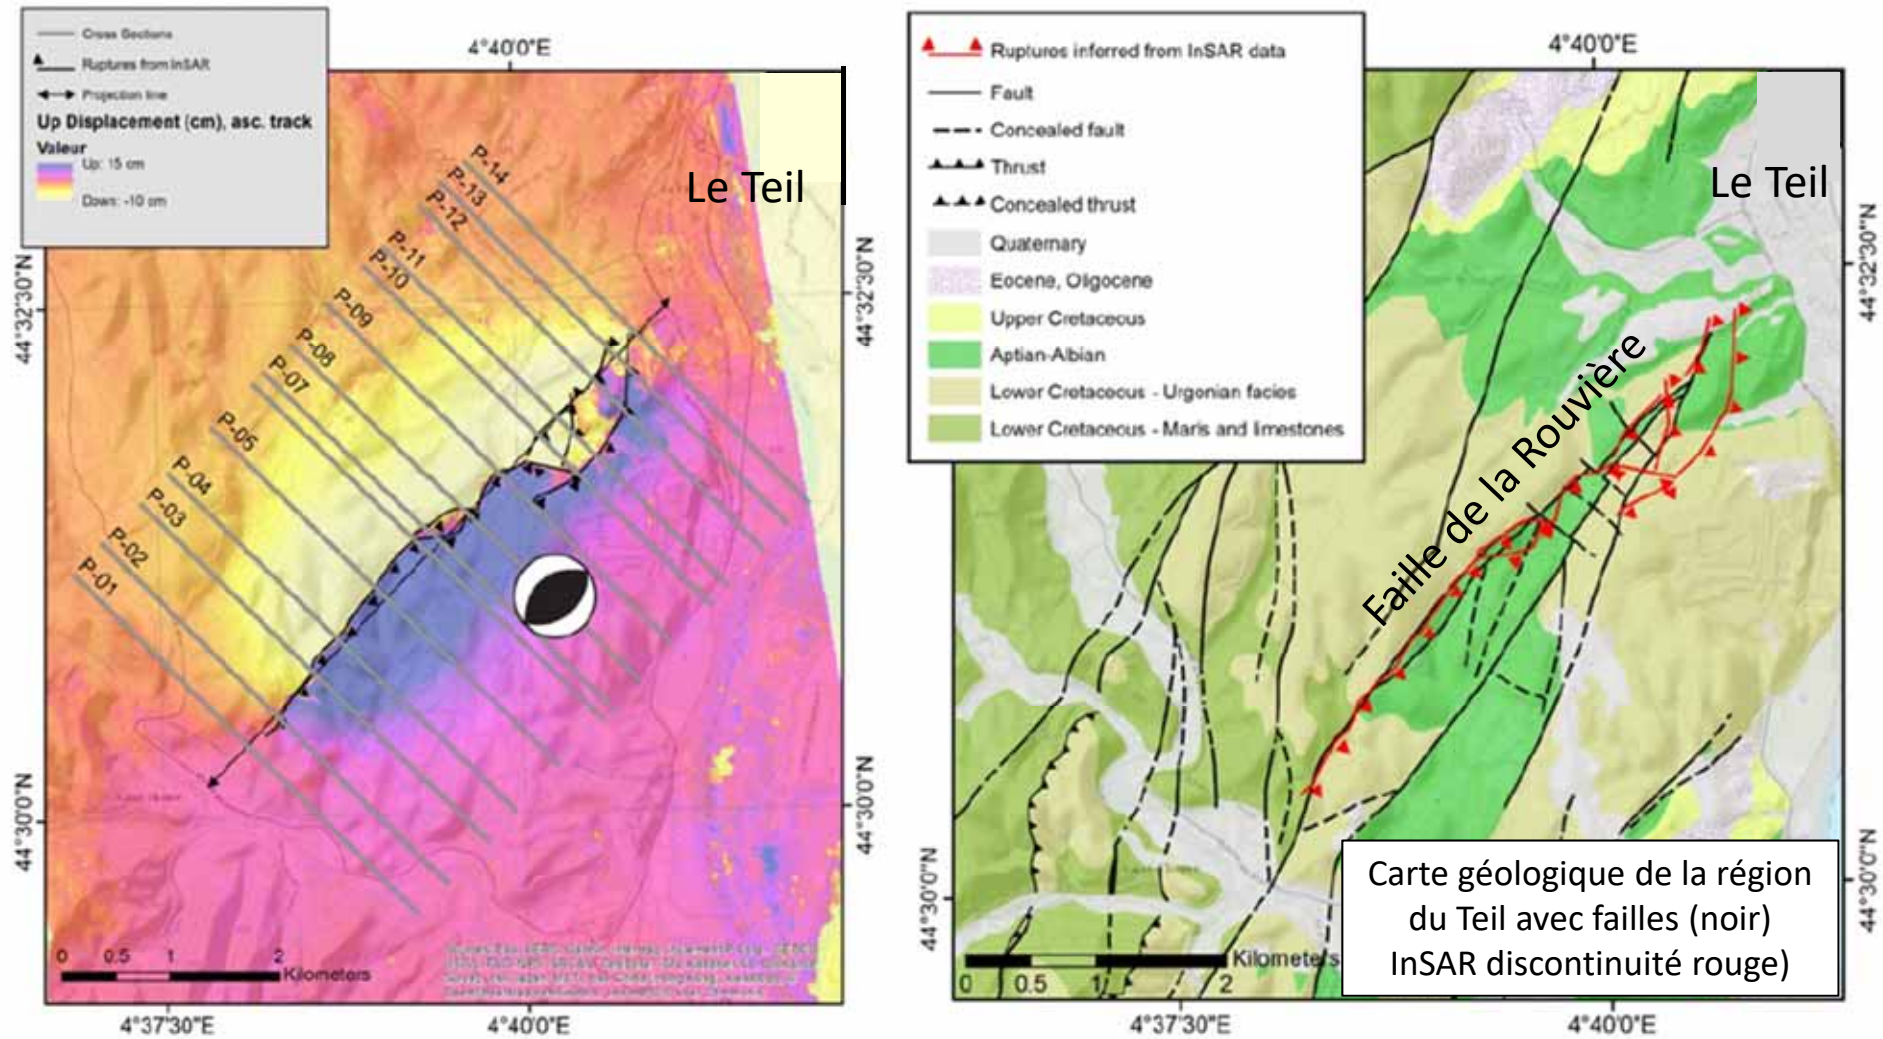 Cross Sections
Ruptures from InSAR
Projection line
Up Displacement (cm), asc. track
Valeur
Up: 15 cm
Down: -10 cm
4°40'0"E
Le Teil
P-14
P-13
P-12
P-11
P-10
P-09
P-08
P-07
P-05
P-04
P-03
P-02
P-01
44°32'30"N
44°32'30"N
44°30'0"N
44°30'0"N
0 0.5 1 2
Kilometers
4°37'30"E
4°40'0"E
Ruptures inferred from InSAR data
Fault
Concealed fault
Thrust
Concealed thrust
Quaternary
Eocene, Oligocene
Upper Cretaceous
Aptian-Albian
Lower Cretaceous - Urgonian facies
Lower Cretaceous - Marls and limestones
4°40'0"E
Le Teil
4°32'30"N
Faille de la Rouvière
44°30'0"N
44°30'0"N
Carte géologique de la région
du Teil avec failles (noir)
InSAR discontinuité rouge)
Kilometers
0 0.5 1 2
4°37'30"E
4°40'0"E